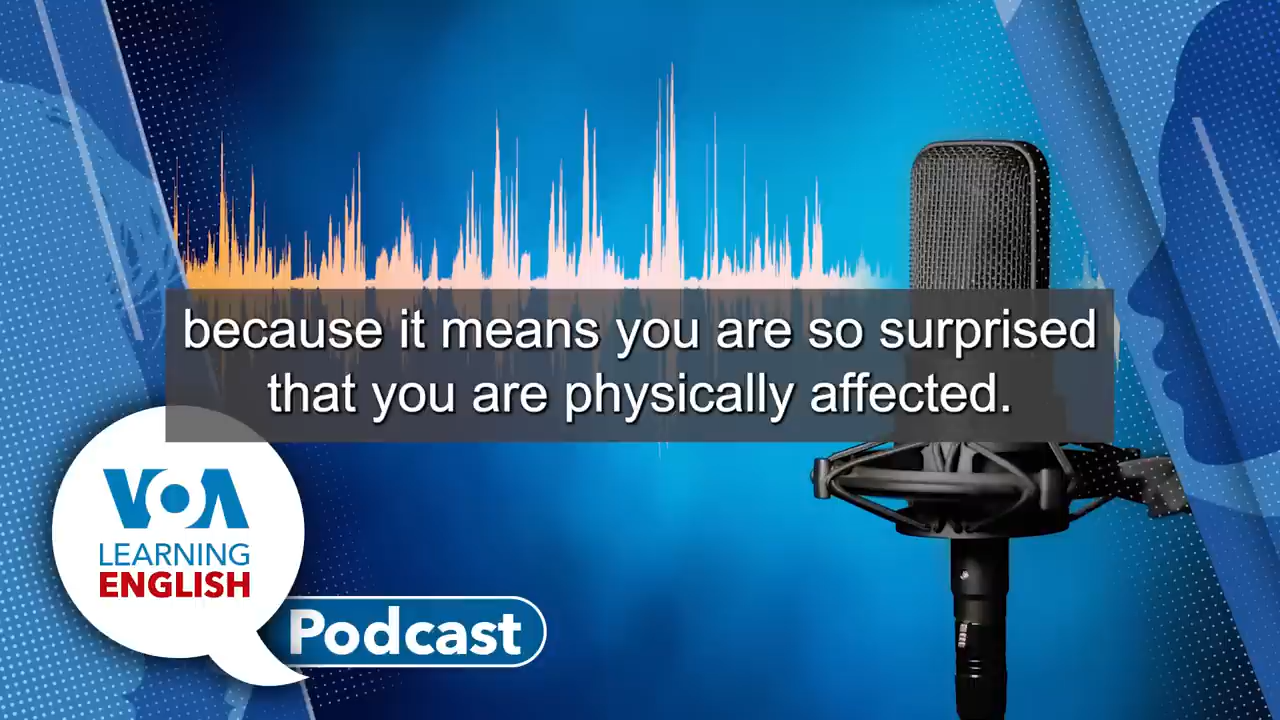 because it means you are so surprised
that you are physically affected.
VOA
LEARNING
ENGLISH
Podcast